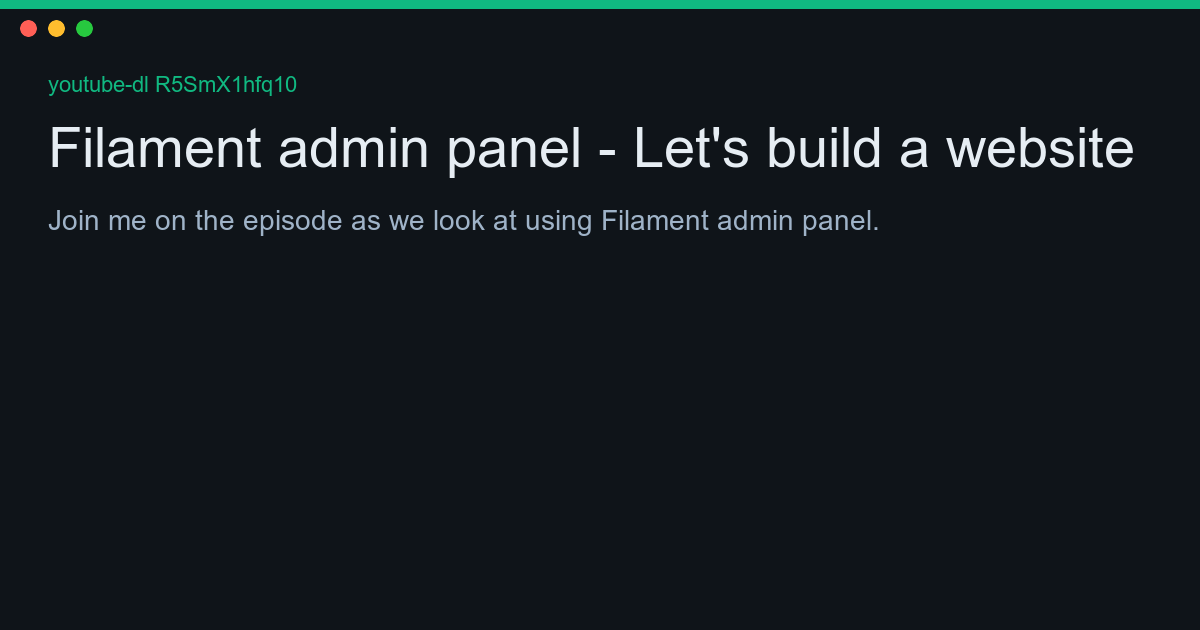 youtube-dl R5SmX1hfq10
Filament admin panel - Let's build a website
Join me on the episode as we look at using Filament admin panel.